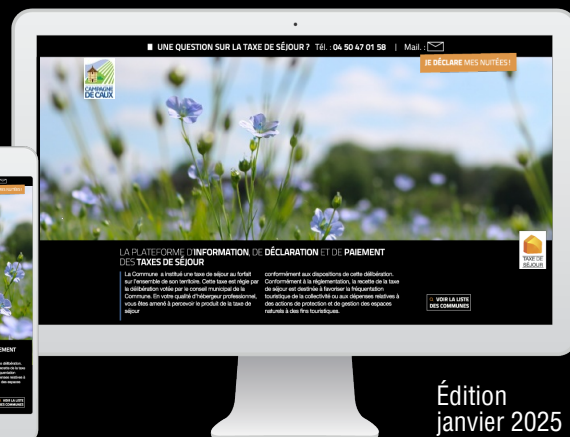 UNE QUESTION SUR LA TAXE DE SÉJOUR ? Tél. : 04 50 47 01 58 | Mail. :
JE DÉCLARE MES NUITÉES !
CAMPAGNE
DE CAUX
LA PLATEFORME D'INFORMATION, DE DÉCLARATION ET DE PAIEMENT
DES TAXES DE SÉJOUR
La Commune a institué une taxe de séjour au forfait
sur l'ensemble de son territoire. Cette taxe est régie par
la délibération votée par le conseil municipal de la
Commune. En votre qualité d'hébergeur professionnel,
vous êtes amené à percevoir le produit de la taxe de
séjour
conformément aux dispositions de cette délibération.
Conformément à la réglementation, la recette de la taxe
de séjour est destinée à favoriser la fréquentation
touristique de la collectivité ou aux dépenses relatives à
des actions de protection et de gestion des espaces
naturels à des fins touristiques.
TAXE DE
SÉJOUR
VOIR LA LISTE
DES COMMUNES
VOIR LA LISTE
DES COMMUNES
Édition
janvier 2025